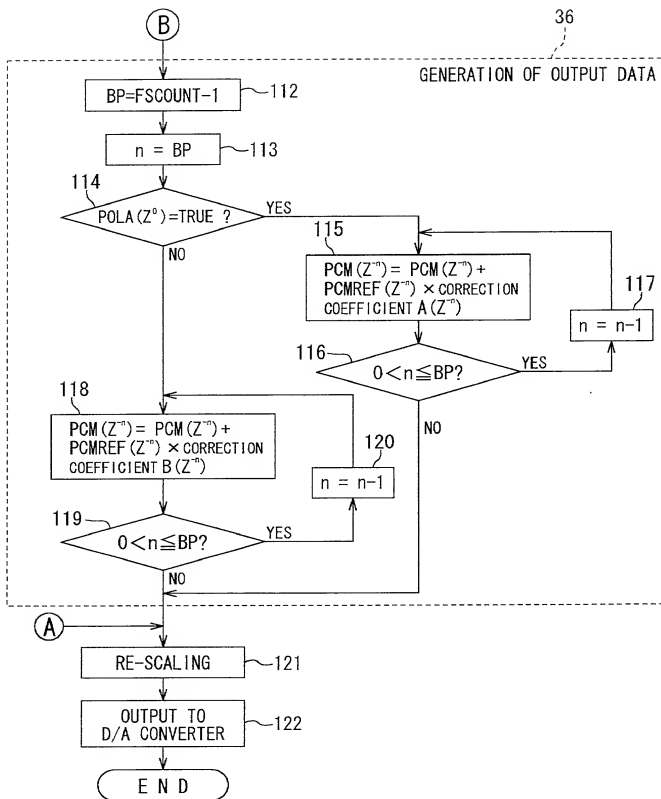 B
36
GENERATION OF OUTPUT DATA
BP=FSCOUNT-1
112
n = BP
113
114
POLA(Z⁰)=TRUE ?
YES
NO
115
PCM(Z⁻ⁿ)= PCM(Z⁻ⁿ)+
PCMREF(Z⁻ⁿ)×CORRECTION
COEFFICIENT A(Z⁻ⁿ)
117
n = n-1
116
0<n≦BP?
YES
NO
118
PCM(Z⁻ⁿ)= PCM(Z⁻ⁿ)+
PCMREF(Z⁻ⁿ)×CORRECTION
COEFFICIENT B(Z⁻ⁿ)
120
n = n-1
119
0<n≦BP?
YES
NO
A
RE-SCALING
121
OUTPUT TO
D/A CONVERTER
122
E N D